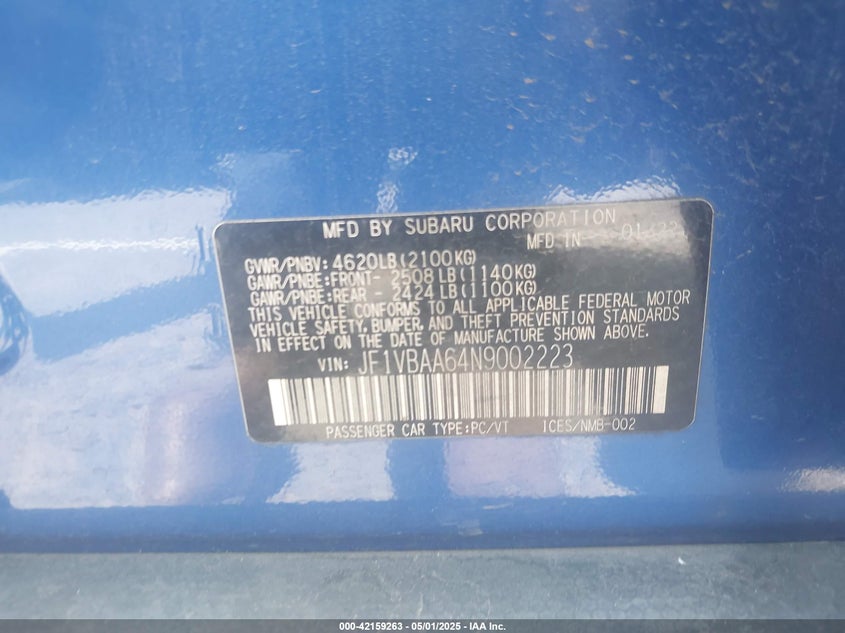 MFD BY SUBARU CORPORATION
MFD IN 01/22
GVWR/PNBV: 4620LB(2100KG)
GAWR/PNBE:FRONT- 2508 LB(1140KG)
GAWR/PNBE:REAR - 2424 LB(1100KG)
THIS VEHICLE CONFORMS TO ALL APPLICABLE FEDERAL MOTOR
VEHICLE SAFETY, BUMPER, AND THEFT PREVENTION STANDARDS
IN EFFECT ON THE DATE OF MANUFACTURE SHOWN ABOVE.
VIN: JF1VBAA64N9002223
PASSENGER CAR TYPE:PC/VT ICES/NMB-002
000-42159263 - 05/01/2025 - IAA Inc.